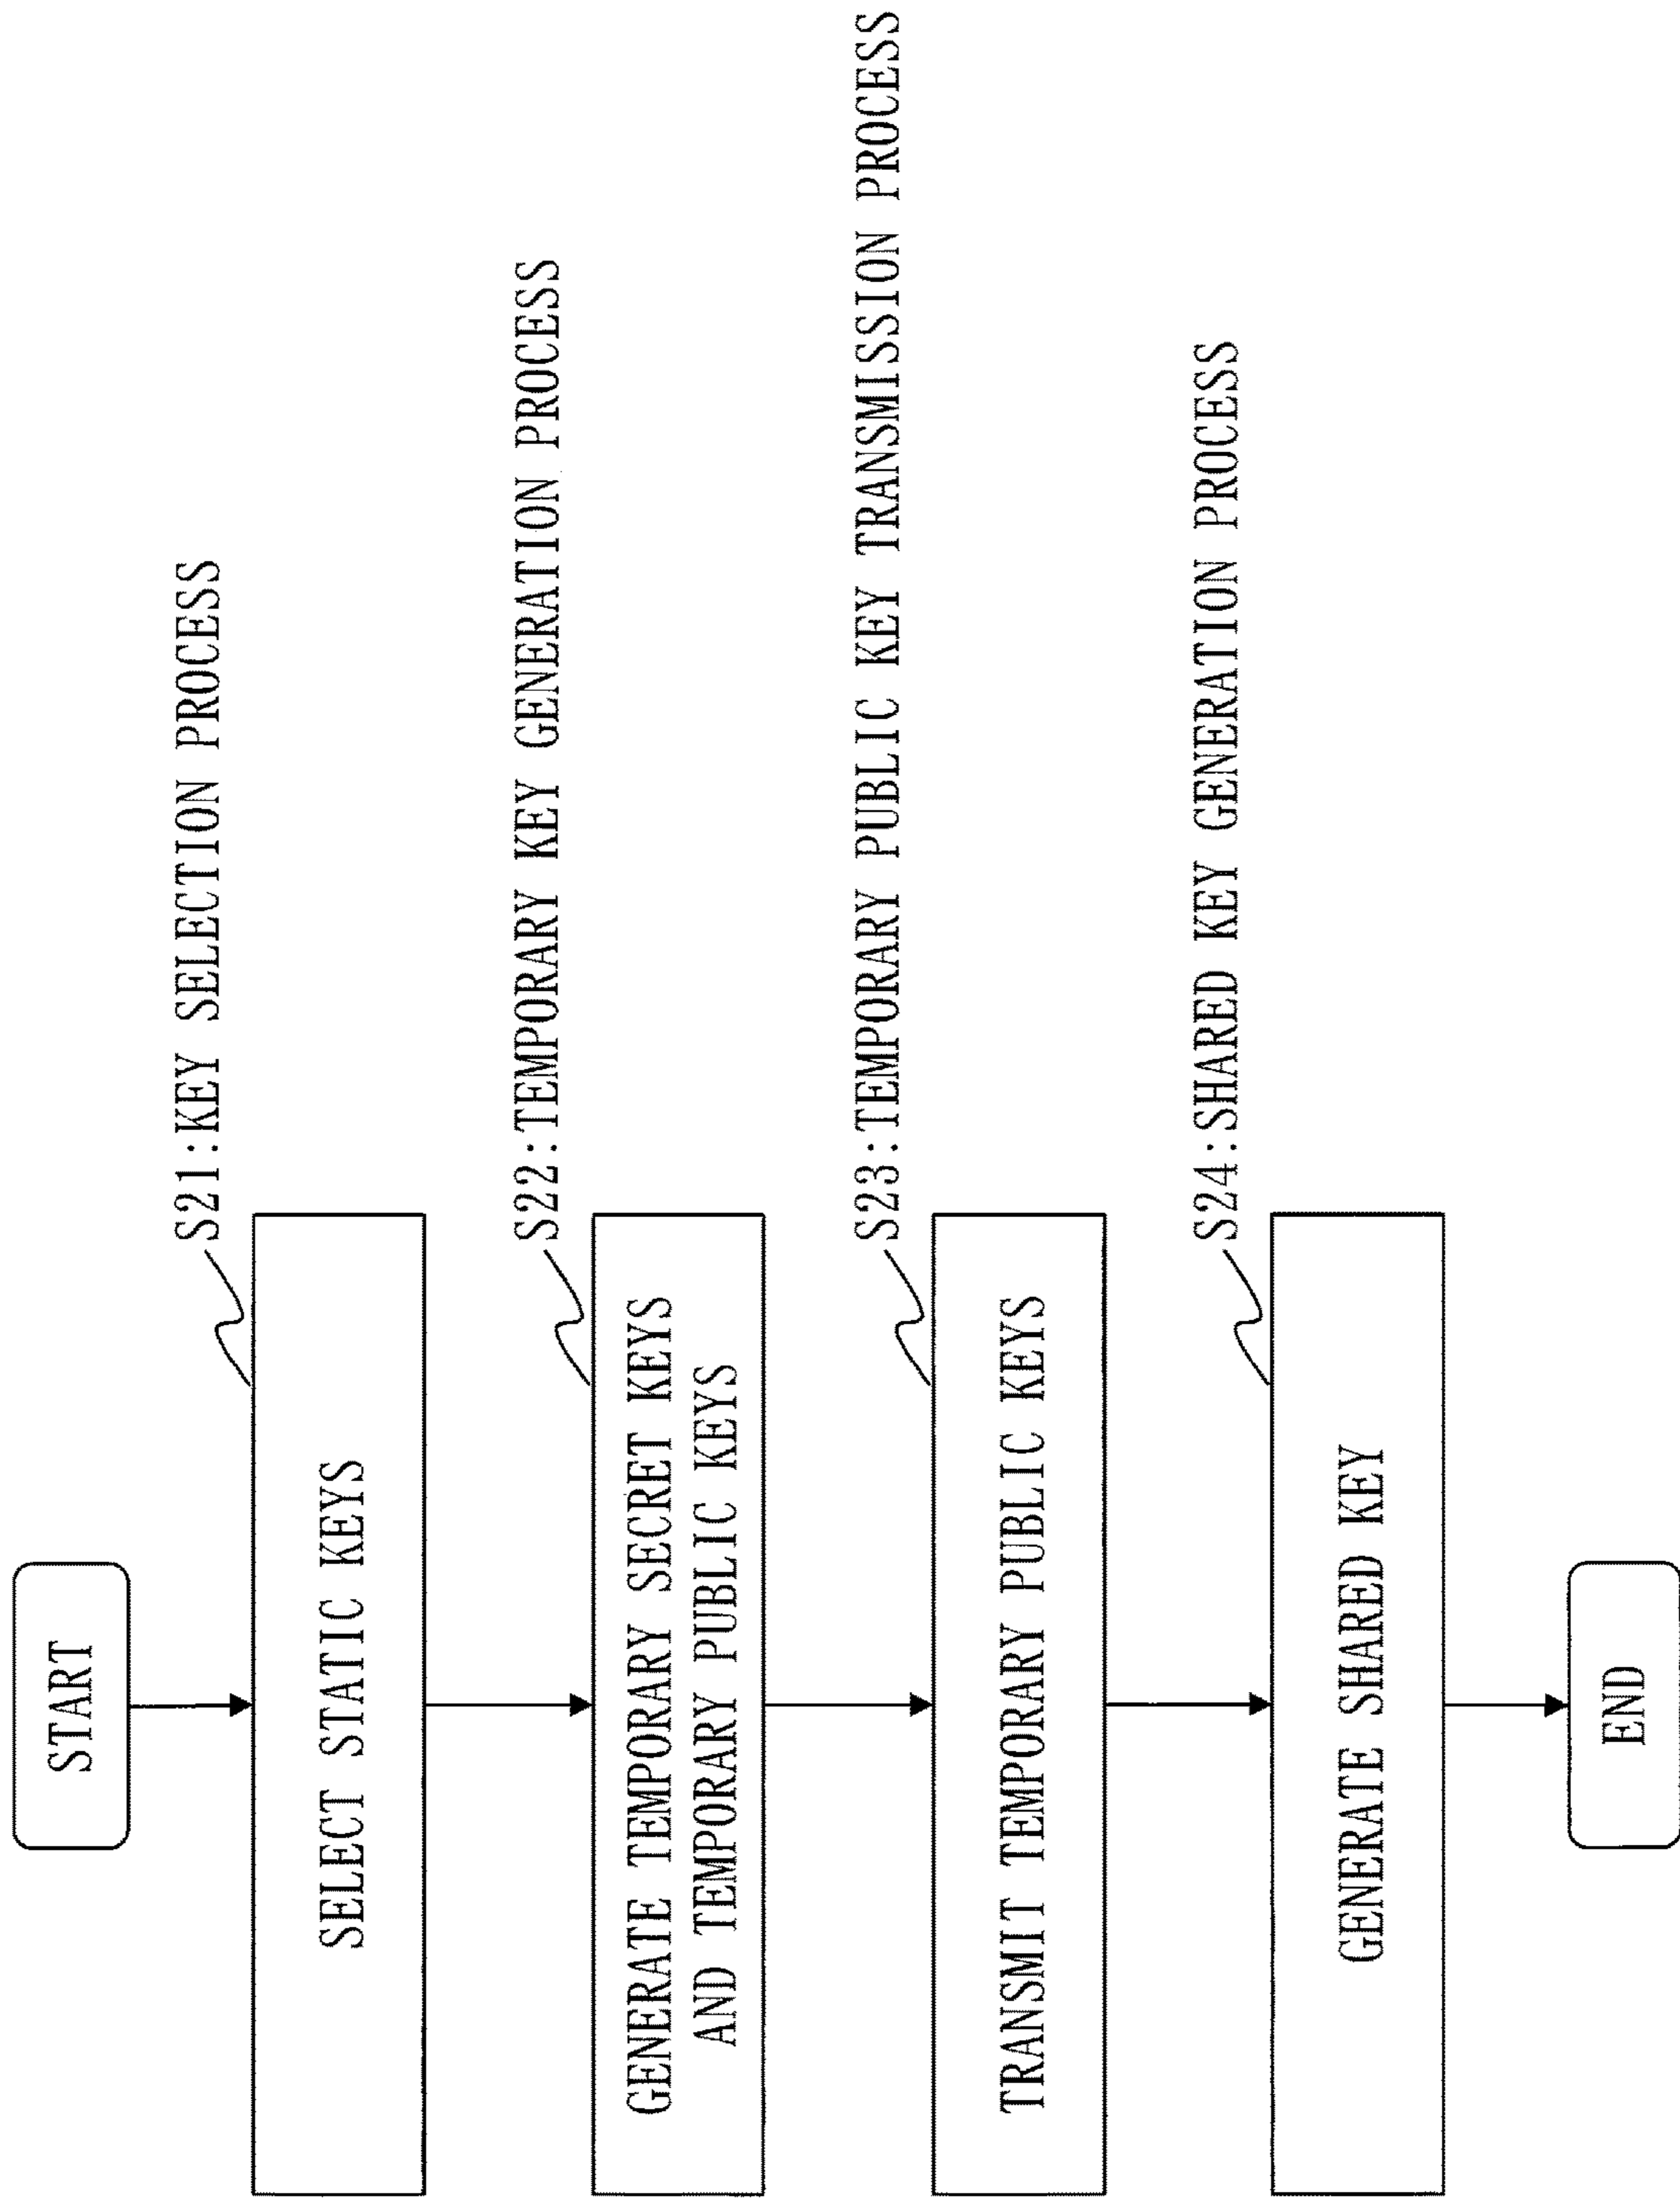 START
S21:KEY SELECTION PROCESS
SELECT STATIC KEYS
S22:TEMPORARY KEY GENERATION PROCESS
GENERATE TEMPORARY SECRET KEYS
AND TEMPORARY PUBLIC KEYS
S23:TEMPORARY PUBLIC KEY TRANSMISSION PROCESS
TRANSMIT TEMPORARY PUBLIC KEYS
S24:SHARED KEY GENERATION PROCESS
GENERATE SHARED KEY
END